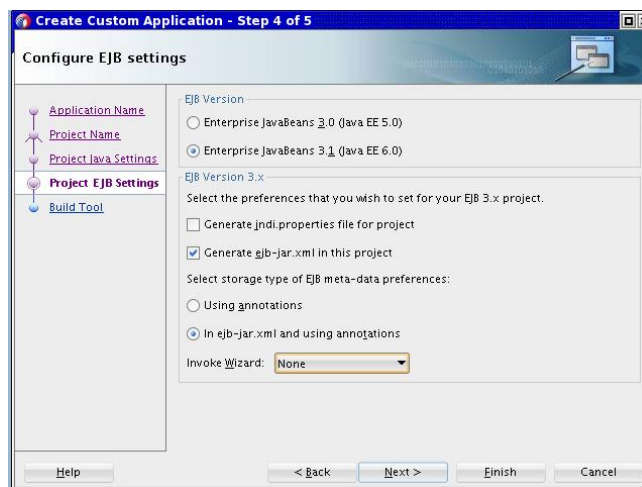 Create Custom Application - Step 4 of 5
Configure EJB settings
Application Name
Project Name
Project Java Settings
Project EJB Settings
Build Tool
EJB Version
Enterprise JavaBeans 3.0 (Java EE 5.0)
Enterprise JavaBeans 3.1 (Java EE 6.0)
EJB Version 3.x
Select the preferences that you wish to set for your EJB 3.x project.
Generate jndi.properties file for project
Generate ejb-jar.xml in this project
Select storage type of EJB meta-data preferences:
Using annotations
In ejb-jar.xml and using annotations
Invoke Wizard: None
Help < Back Next > Finish Cancel